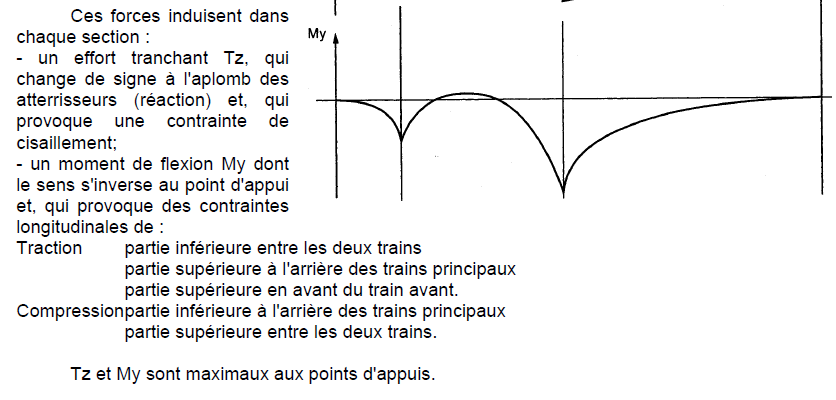 Ces forces induisent dans
chaque section :
- un effort tranchant Tz, qui
change de signe à l'aplomb des
atterrisseurs (réaction) et, qui
provoque une contrainte de
cisaillement;
- un moment de flexion My dont
le sens s'inverse au point d'appui
et, qui provoque des contraintes
longitudinales de :
Traction partie inférieure entre les deux trains
partie supérieure à l'arrière des trains principaux
partie supérieure en avant du train avant.
Compression partie inférieure à l'arrière des trains principaux
partie supérieure entre les deux trains.
Tz et My sont maximaux aux points d'appuis.
My